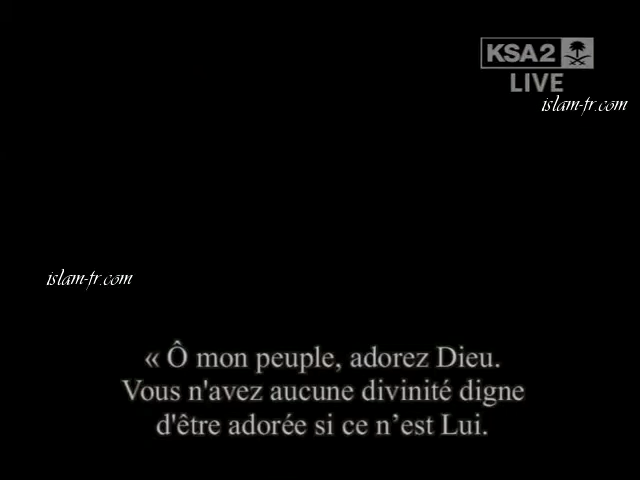 KSA2
LIVE
islam-fr.com
islam-fr.com
« Ô mon peuple, adorez Dieu.
Vous n'avez aucune divinité digne
d'être adorée si ce n’est Lui.